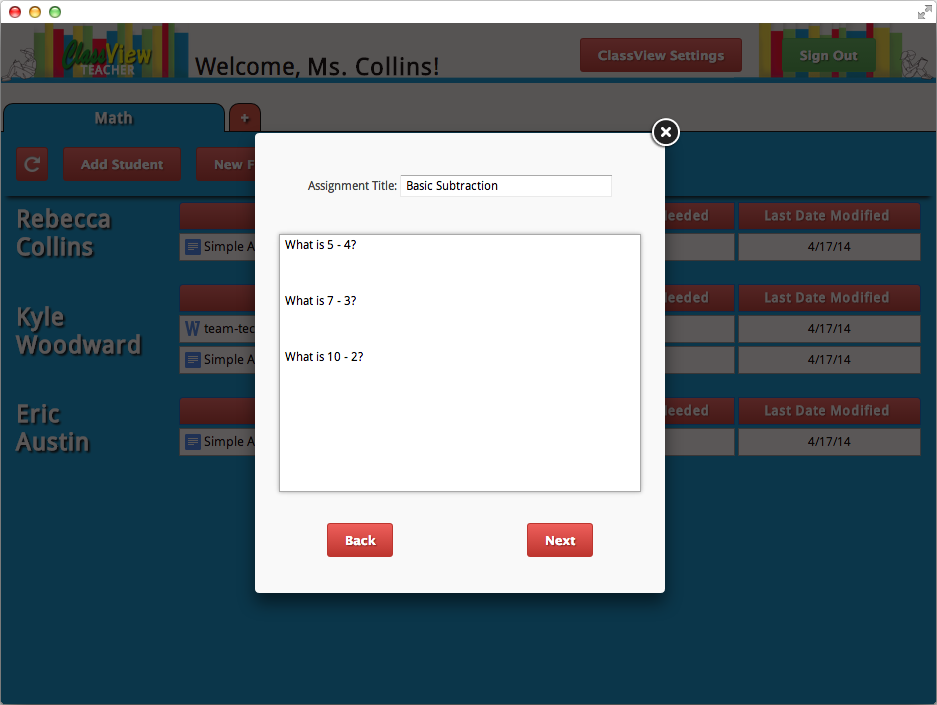 ClassView
TEACHER
Welcome, Ms. Collins!
ClassView Settings
Sign Out
Math
+
Add Student
New F
Assignment Title: Basic Subtraction
What is 5 - 4?
What is 7 - 3?
What is 10 - 2?
Back
Next
Rebecca
Collins
eeded
Last Date Modified
Simple A
4/17/14
Kyle
Woodward
leeded
Last Date Modified
W team-tec
4/17/14
Simple A
4/17/14
Eric
Austin
leeded
Last Date Modified
Simple A
4/17/14